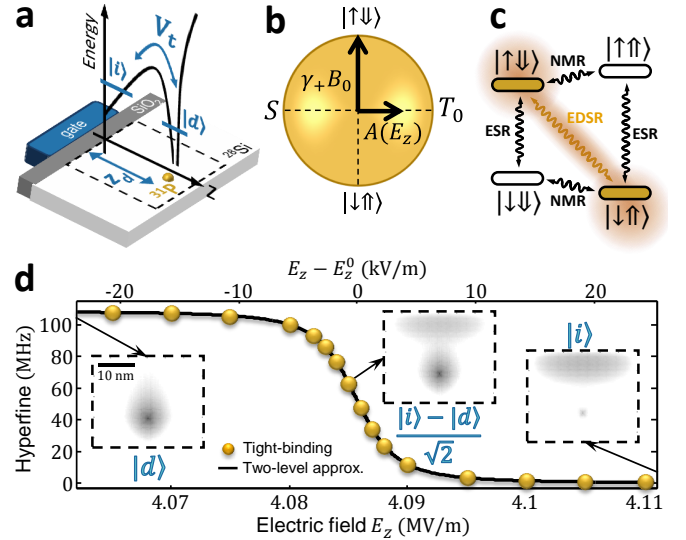 a
Energy
V_t
|i⟩
|d⟩
SiO₂
gate
z_d
³¹P
²⁸Si
z
b
|↑⇓⟩
γ₊B₀
S
T₀
A(E_z)
|↓⇑⟩
c
|↑⇓⟩
NMR
|↑⇑⟩
ESR
EDSR
ESR
|↓⇓⟩
NMR
|↓⇑⟩
d
E_z − E_z⁰ (kV/m)
-20 -10 0 10 20
Hyperfine (MHz)
100
80
60
40
20
0
10 nm
|d⟩
|i⟩ − |d⟩
√2
|i⟩
Tight-binding
Two-level approx.
4.07 4.08 4.09 4.1 4.11
Electric field E_z (MV/m)